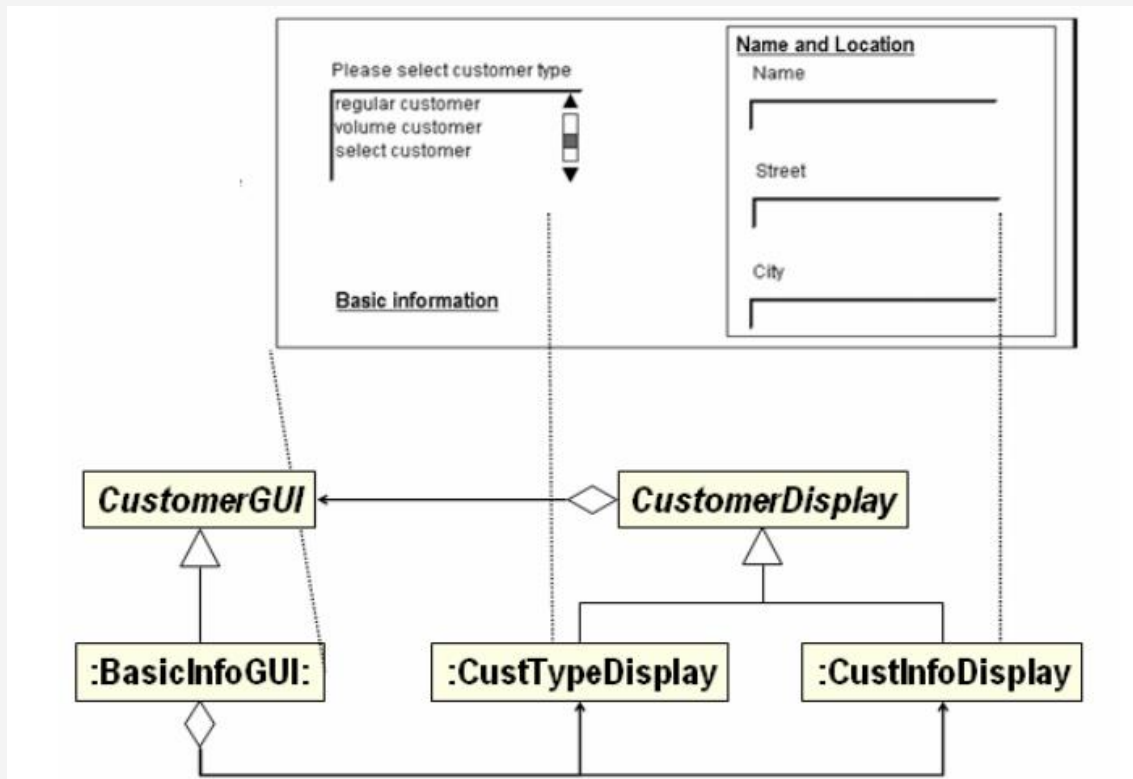 Please select customer type
regular customer
volume customer
select customer
Basic information
Name and Location
Name
Street
City
CustomerGUI
CustomerDisplay
:BasicInfoGUI:
:CustTypeDisplay
:CustInfoDisplay